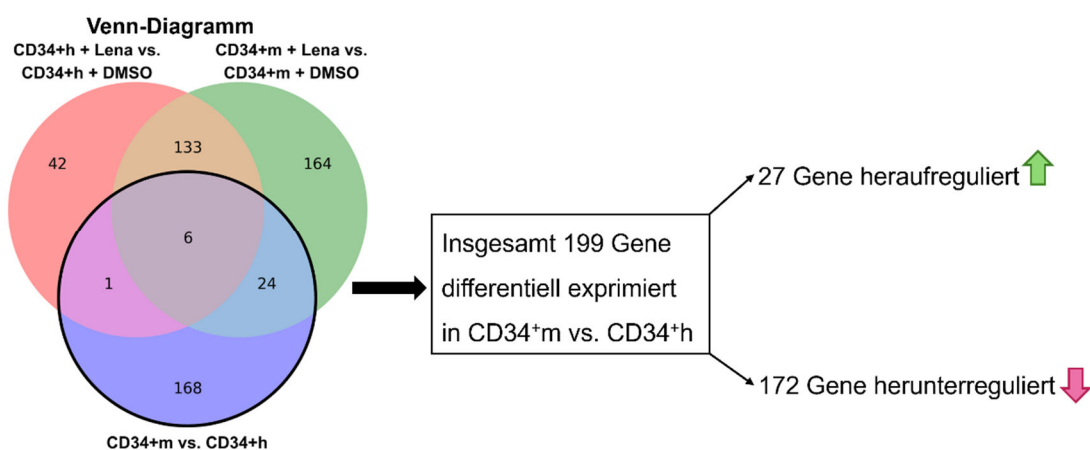 Venn-Diagramm
CD34+h + Lena vs.
CD34+h + DMSO
CD34+m + Lena vs.
CD34+m + DMSO
42
133
164
6
1
24
168
CD34+m vs. CD34+h
Insgesamt 199 Gene
differentiell exprimiert
in CD34⁺m vs. CD34⁺h
27 Gene heraufreguliert
172 Gene herunterreguliert